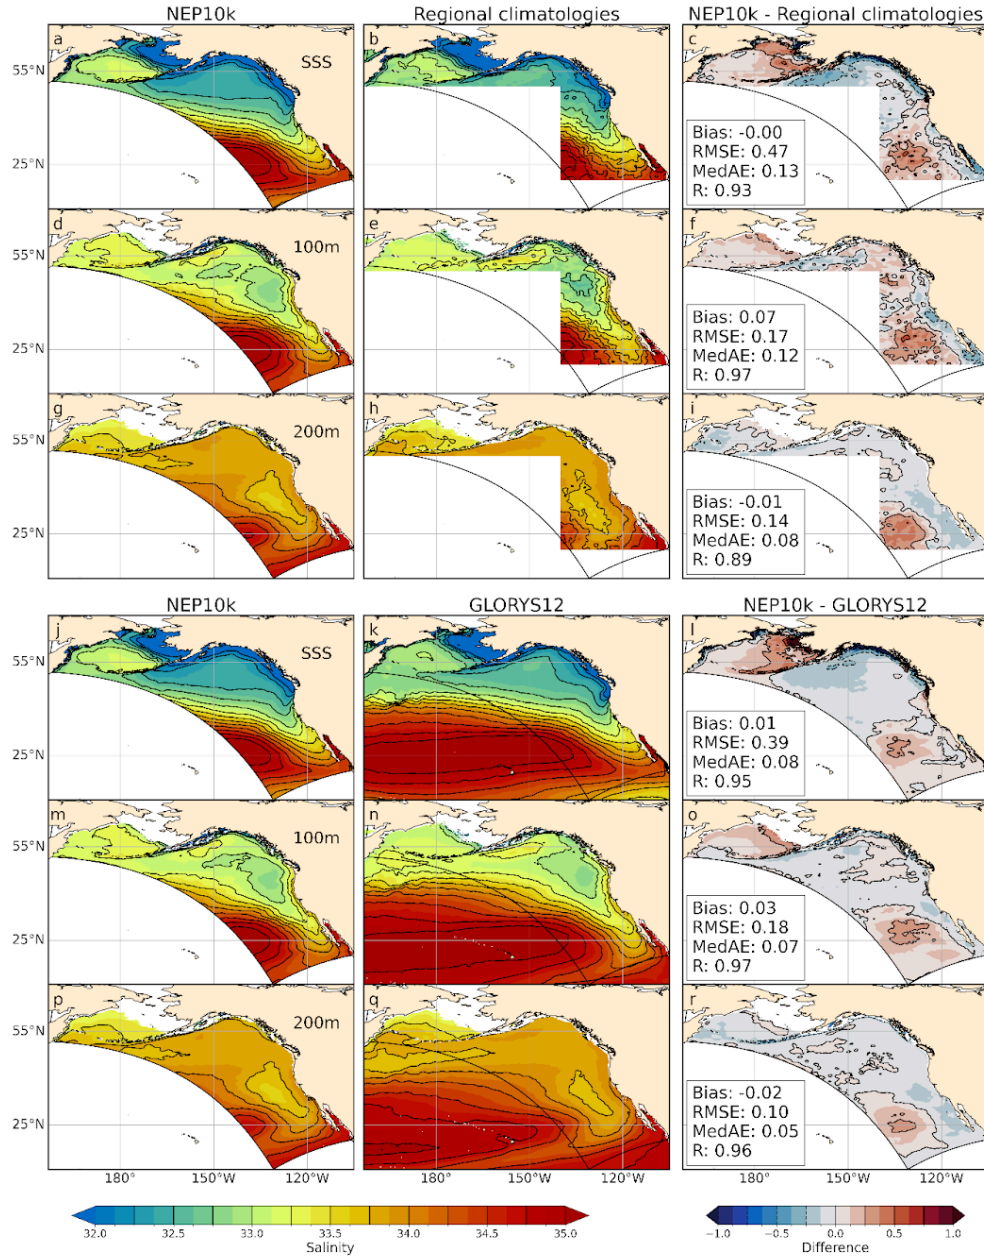 NEP10k Regional climatologies NEP10k - Regional climatologies
a SSS b c
55°N
25°N
Bias: -0.00
RMSE: 0.47
MedAE: 0.13
R: 0.93
d 100m e f
55°N
25°N
Bias: 0.07
RMSE: 0.17
MedAE: 0.12
R: 0.97
g 200m h i
55°N
25°N
Bias: -0.01
RMSE: 0.14
MedAE: 0.08
R: 0.89
NEP10k GLORYS12 NEP10k - GLORYS12
j SSS k l
55°N
25°N
Bias: 0.01
RMSE: 0.39
MedAE: 0.08
R: 0.95
m 100m n o
55°N
25°N
Bias: 0.03
RMSE: 0.18
MedAE: 0.07
R: 0.97
p 200m q r
55°N
25°N
Bias: -0.02
RMSE: 0.10
MedAE: 0.05
R: 0.96
180° 150°W 120°W 180° 150°W 120°W 180° 150°W 120°W
32.0 32.5 33.0 33.5 34.0 34.5 35.0 −1.0 −0.5 0.0 0.5 1.0
Salinity Difference